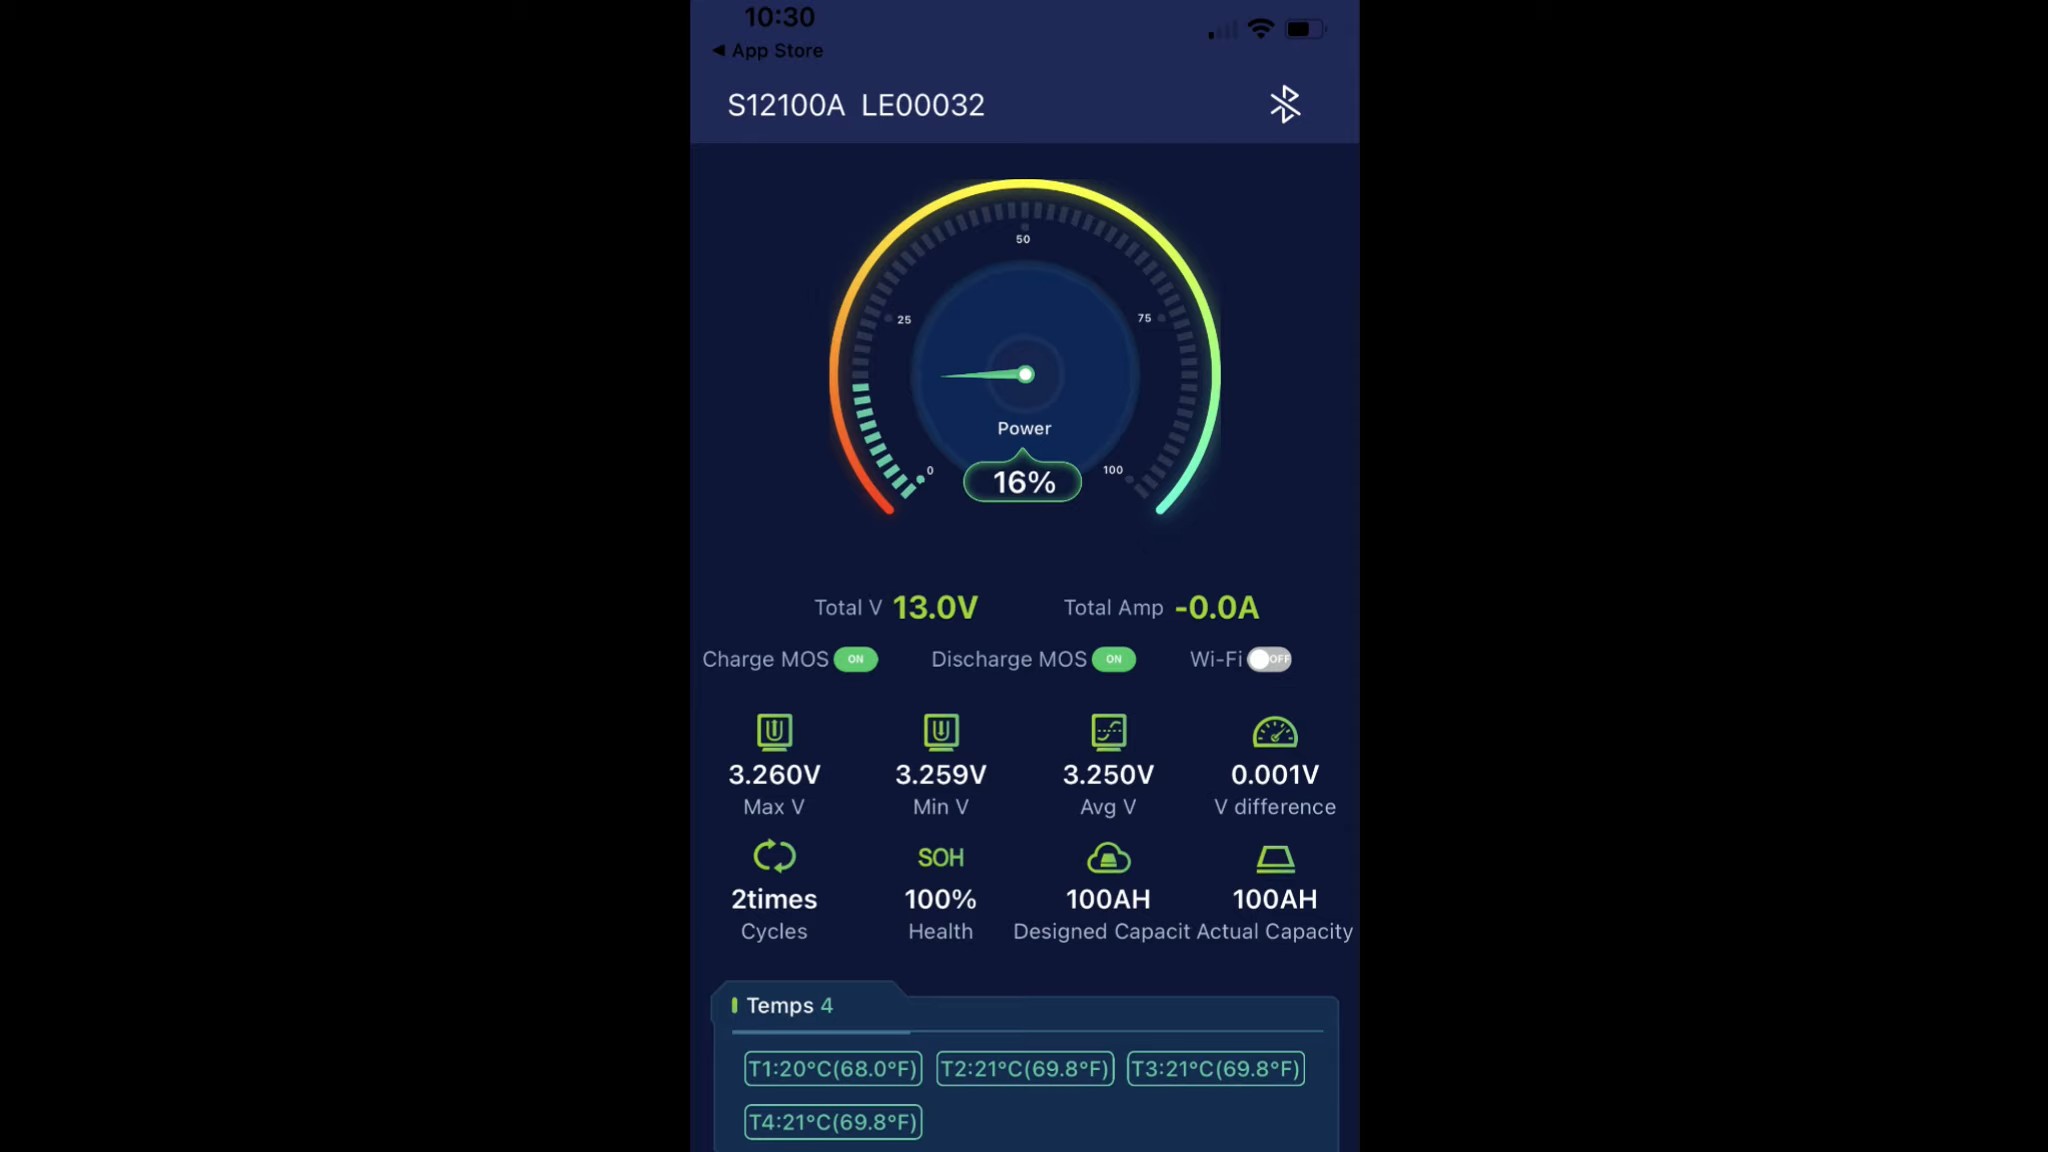 10:30
◀ App Store
S12100A LE00032
50
25
75
0
100
Power
16%
Total V 13.0V Total Amp -0.0A
Charge MOS ON Discharge MOS ON Wi-Fi OFF
3.260V 3.259V 3.250V 0.001V
Max V Min V Avg V V difference
SOH
2times 100% 100AH 100AH
Cycles Health Designed Capacit Actual Capacity
Temps 4
T1:20°C(68.0°F) T2:21°C(69.8°F) T3:21°C(69.8°F)
T4:21°C(69.8°F)